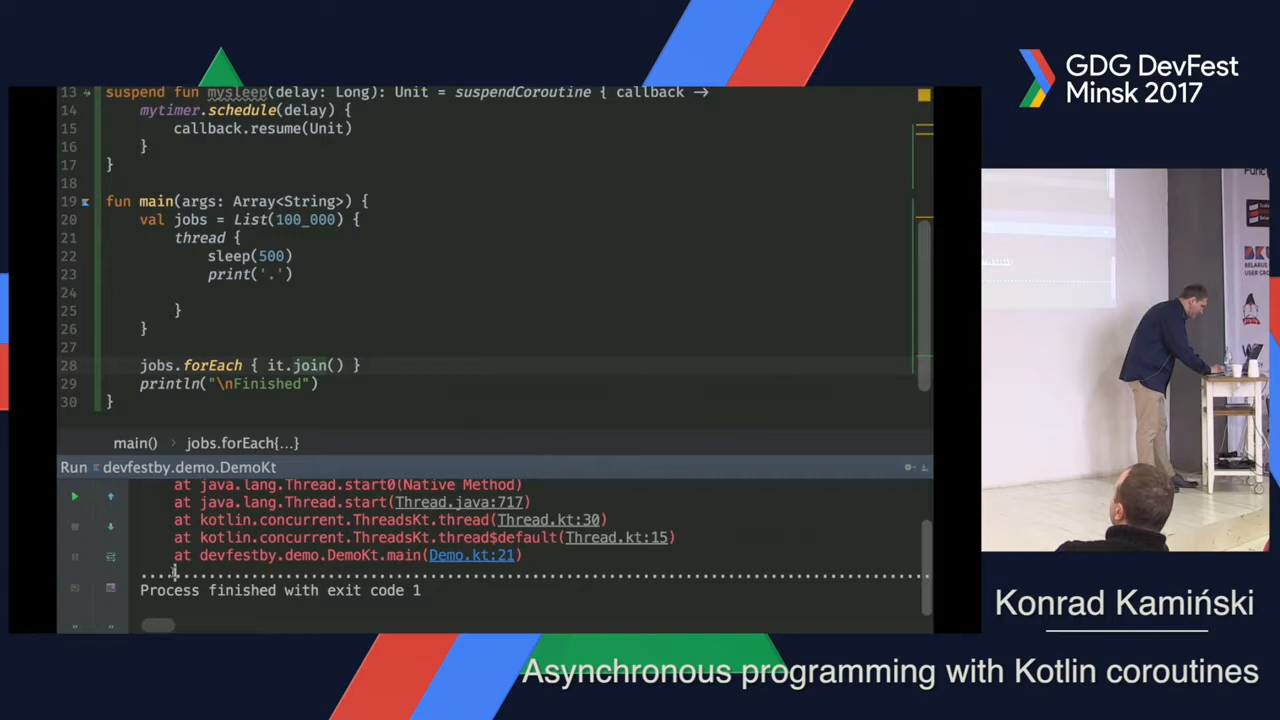 GDG DevFest
Minsk 2017
13 suspend fun mysleep(delay: Long): Unit = suspendCoroutine { callback ->
14 mytimer.schedule(delay) {
15 callback.resume(Unit)
16 }
17 }
18
19 fun main(args: Array<String>) {
20 val jobs = List(100_000) {
21 thread {
22 sleep(500)
23 print('.')
24
25 }
26 }
27
28 jobs.forEach { it.join() }
29 println("\nFinished")
30 }
main() › jobs.forEach{...}
Run devfestby.demo.DemoKt
at java.lang.Thread.start0(Native Method)
at java.lang.Thread.start(Thread.java:717)
at kotlin.concurrent.ThreadsKt.thread(Thread.kt:30)
at kotlin.concurrent.ThreadsKt.thread$default(Thread.kt:15)
at devfestby.demo.DemoKt.main(Demo.kt:21)
Process finished with exit code 1
BELARUS
USER GRO
Konrad Kamiński
Asynchronous programming with Kotlin coroutines